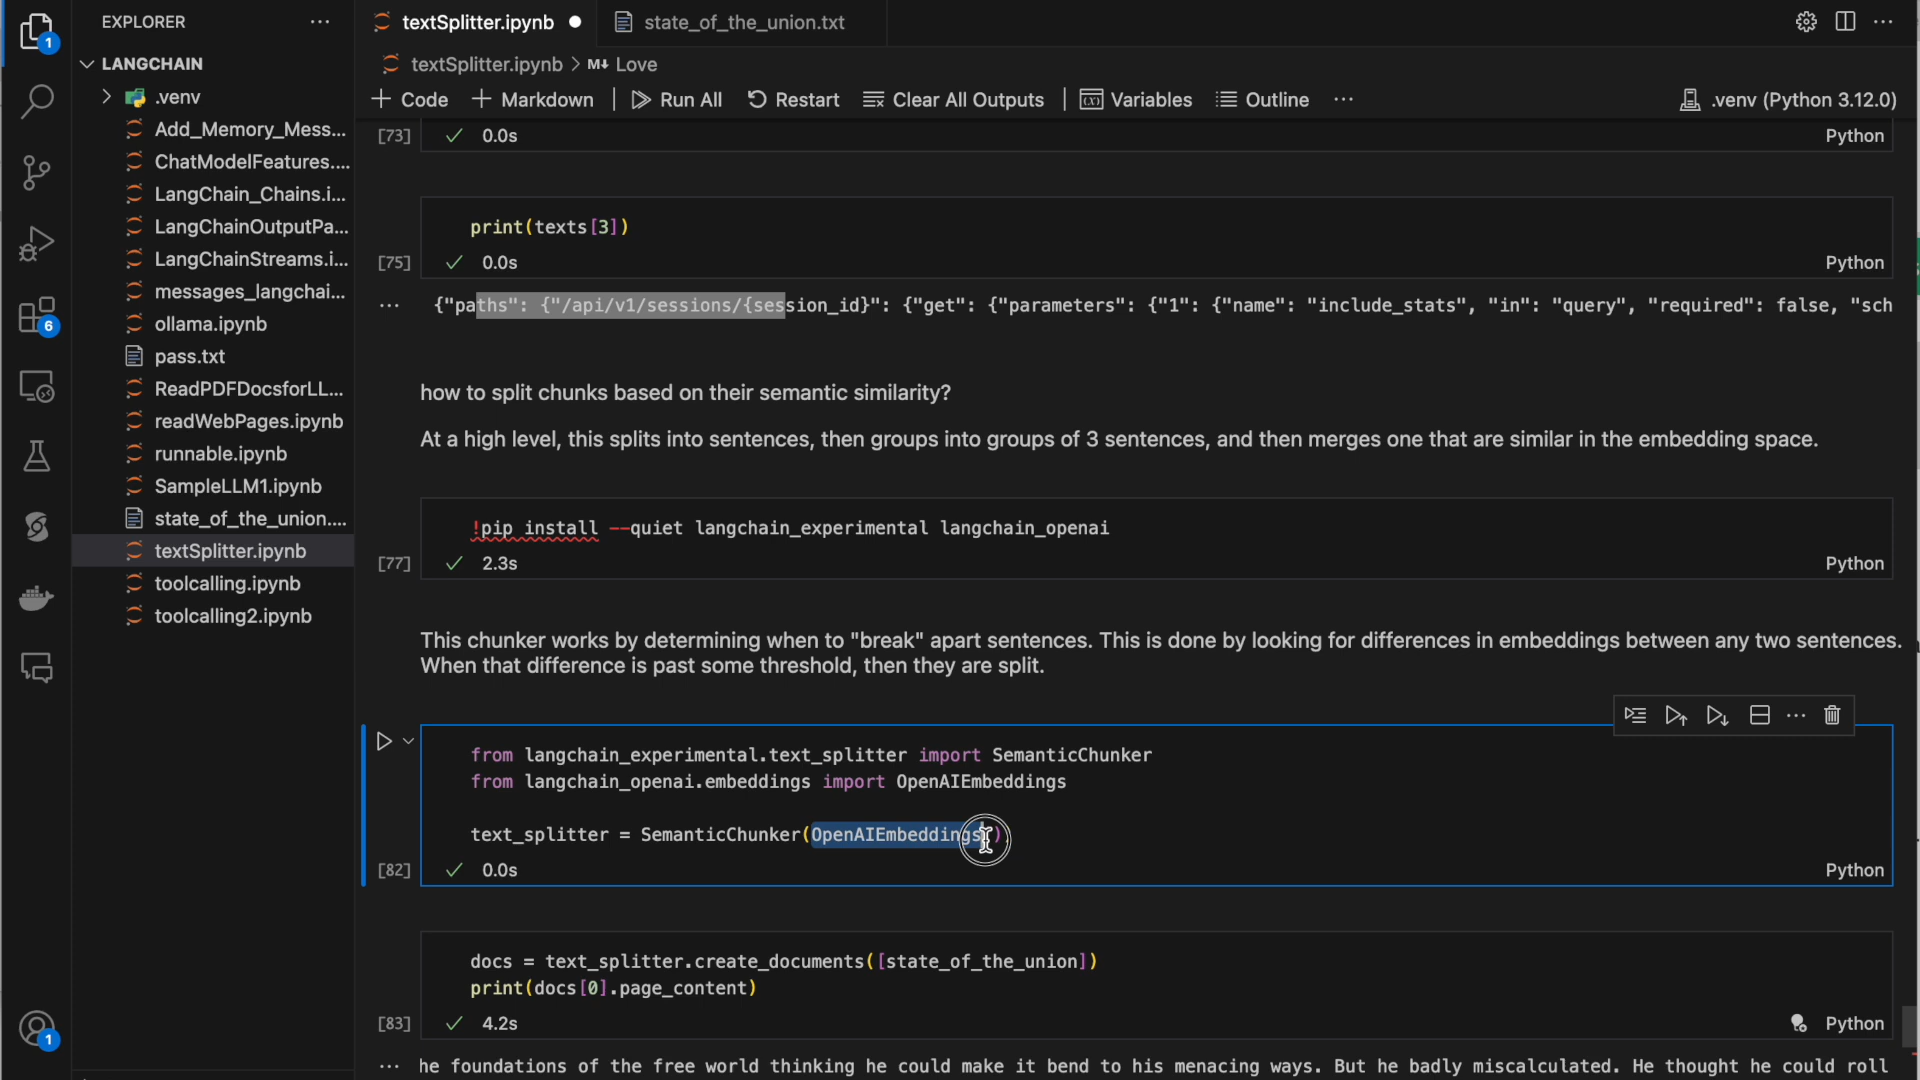 EXPLORER
LANGCHAIN
.venv
Add_Memory_Mess...
ChatModelFeatures....
LangChain_Chains.i...
LangChainOutputPa...
LangChainStreams.i...
messages_langchai...
ollama.ipynb
pass.txt
ReadPDFDocsforLL...
readWebPages.ipynb
runnable.ipynb
SampleLLM1.ipynb
state_of_the_union....
textSplitter.ipynb
toolcalling.ipynb
toolcalling2.ipynb
1
6
1
textSplitter.ipynb
state_of_the_union.txt
textSplitter.ipynb > M↓ Love
+ Code + Markdown Run All Restart Clear All Outputs Variables Outline ... .venv (Python 3.12.0)
[73] 0.0s Python
print(texts[3])
[75] 0.0s Python
... {"paths": {"/api/v1/sessions/{session_id}": {"get": {"parameters": {"1": {"name": "include_stats", "in": "query", "required": false, "sch
how to split chunks based on their semantic similarity?
At a high level, this splits into sentences, then groups into groups of 3 sentences, and then merges one that are similar in the embedding space.
!pip install --quiet langchain_experimental langchain_openai
[77] 2.3s Python
This chunker works by determining when to "break" apart sentences. This is done by looking for differences in embeddings between any two sentences.
When that difference is past some threshold, then they are split.
from langchain_experimental.text_splitter import SemanticChunker
from langchain_openai.embeddings import OpenAIEmbeddings
text_splitter = SemanticChunker(OpenAIEmbeddings())
[82] 0.0s Python
docs = text_splitter.create_documents([state_of_the_union])
print(docs[0].page_content)
[83] 4.2s Python
... he foundations of the free world thinking he could make it bend to his menacing ways. But he badly miscalculated. He thought he could roll